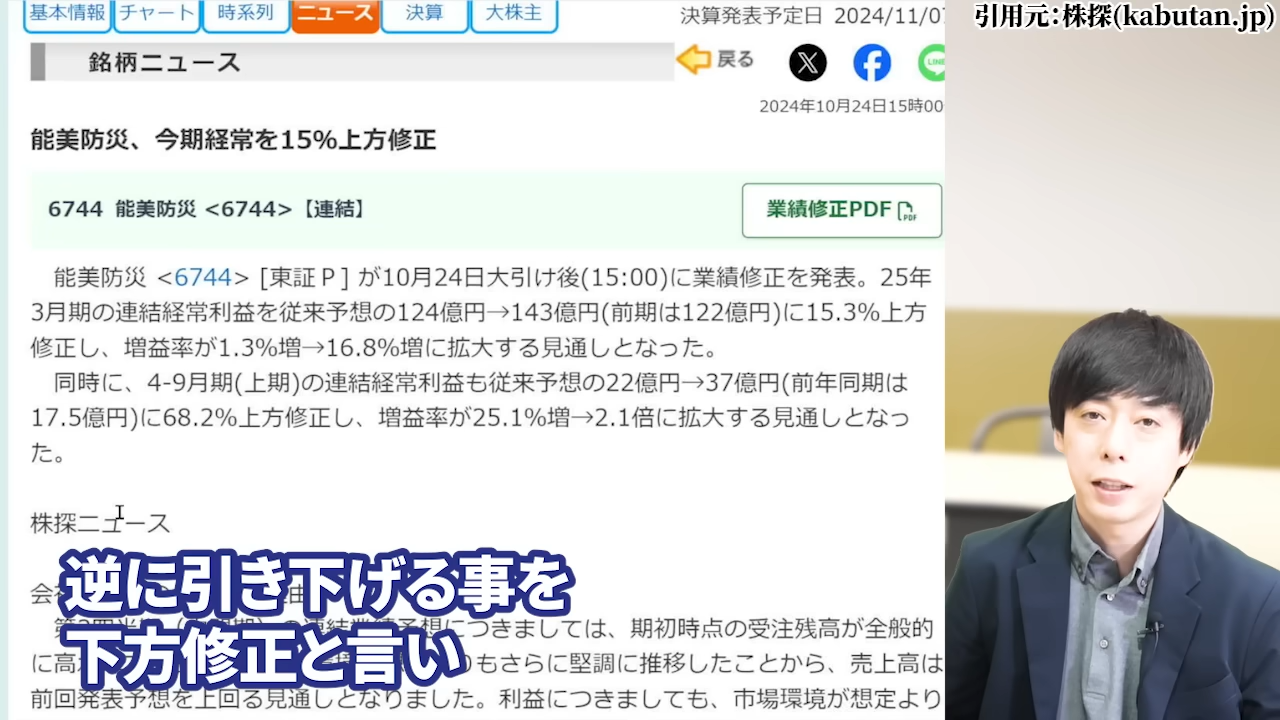 基本情報 チャート 時系列 ニュース 決算 大株主
決算発表予定日 2024/11/07
引用元:株探(kabutan.jp)
銘柄ニュース
戻る
LINE
2024年10月24日15時00
能美防災、今期経常を15%上方修正
6744 能美防災 <6744>【連結】
業績修正PDF
PDF
能美防災 <6744> [東証P] が10月24日大引け後(15:00)に業績修正を発表。25年
3月期の連結経常利益を従来予想の124億円→143億円(前期は122億円)に15.3%上方
修正し、増益率が1.3%増→16.8%増に拡大する見通しとなった。
同時に、4-9月期(上期)の連結経常利益も従来予想の22億円→37億円(前年同期は
17.5億円)に68.2%上方修正し、増益率が25.1%増→2.1倍に拡大する見通しとなっ
た。
株探ニュース
逆に引き下げる事を
下方修正と言い
につきましては、期初時点の受注残高が全般的
に高
りもさらに堅調に推移したことから、売上高は
前回発表予想を上回る見通しとなりました。利益につきましても、市場環境が想定より